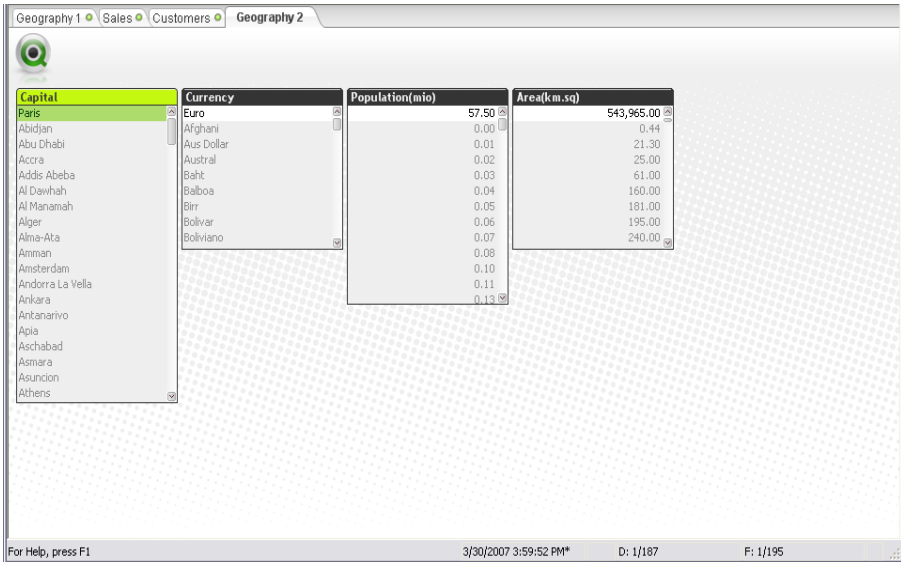 Geography 1 Sales Customers Geography 2
Capital
Paris
Abidjan
Abu Dhabi
Accra
Addis Abeba
Al Dawhah
Al Manamah
Alger
Alma-Ata
Amman
Amsterdam
Andorra La Vella
Ankara
Antanarivo
Apia
Aschabad
Asmara
Asuncion
Athens
Currency
Euro
Afghani
Aus Dollar
Austral
Baht
Balboa
Birr
Bolivar
Boliviano
Population(mio)
57.50
0.00
0.01
0.02
0.03
0.04
0.05
0.06
0.07
0.08
0.10
0.11
0.13
Area(km.sq)
543,965.00
0.44
21.30
25.00
61.00
160.00
181.00
195.00
240.00
For Help, press F1 3/30/2007 3:59:52 PM* D: 1/187 F: 1/195